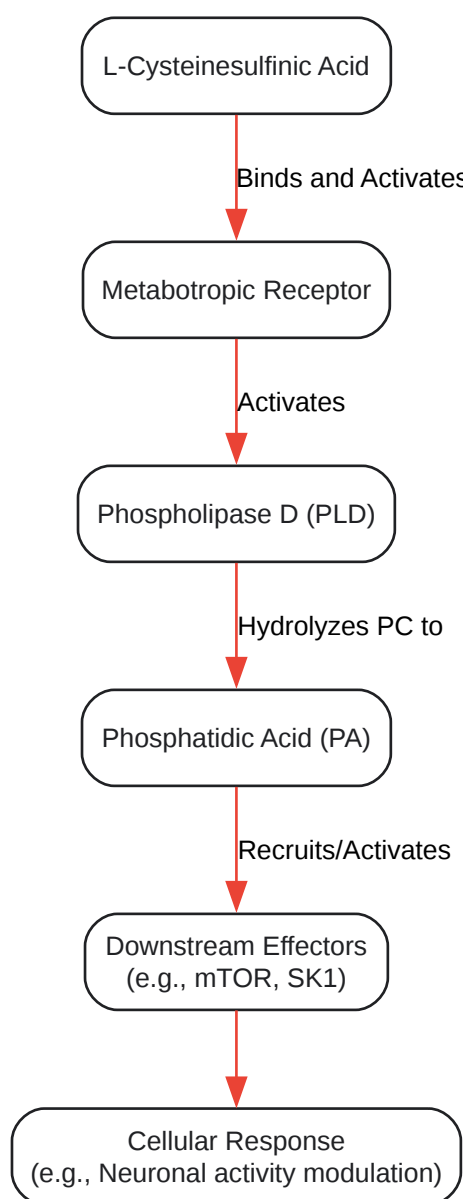 L-Cysteinesulfinic Acid
Binds and Activates
Metabotropic Receptor
Activates
Phospholipase D (PLD)
Hydrolyzes PC to
Phosphatidic Acid (PA)
Recruits/Activates
Downstream Effectors
(e.g., mTOR, SK1)
Cellular Response
(e.g., Neuronal activity modulation)